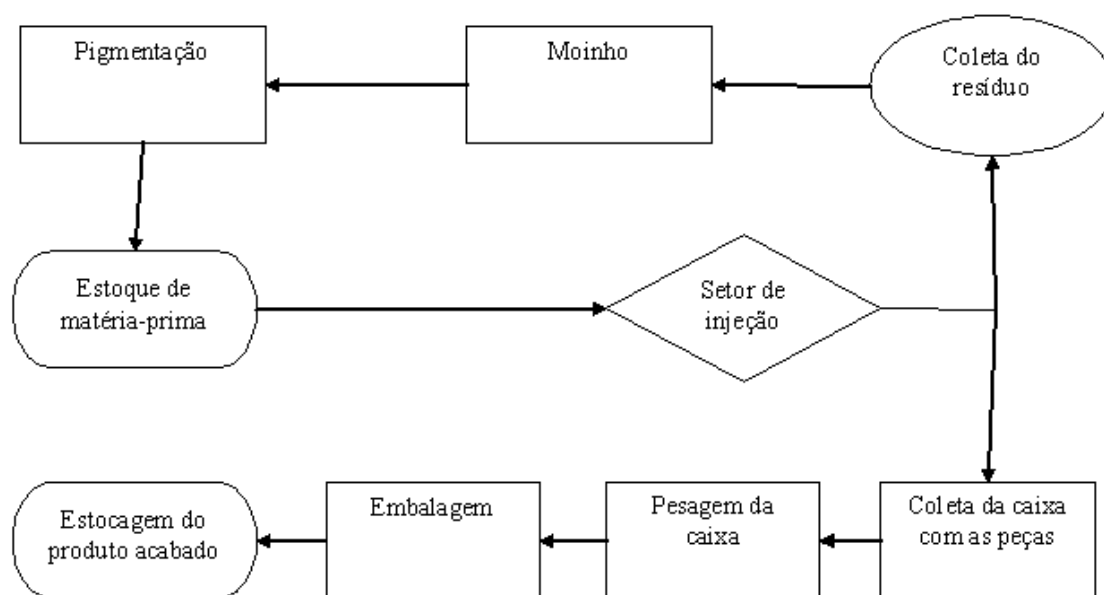 Pigmentação
Moinho
Coleta do
resíduo
Estoque de
matéria-prima
Setor de
injeção
Estocagem do
produto acabado
Embalagem
Pesagem da
caixa
Coleta da caixa
com as peças